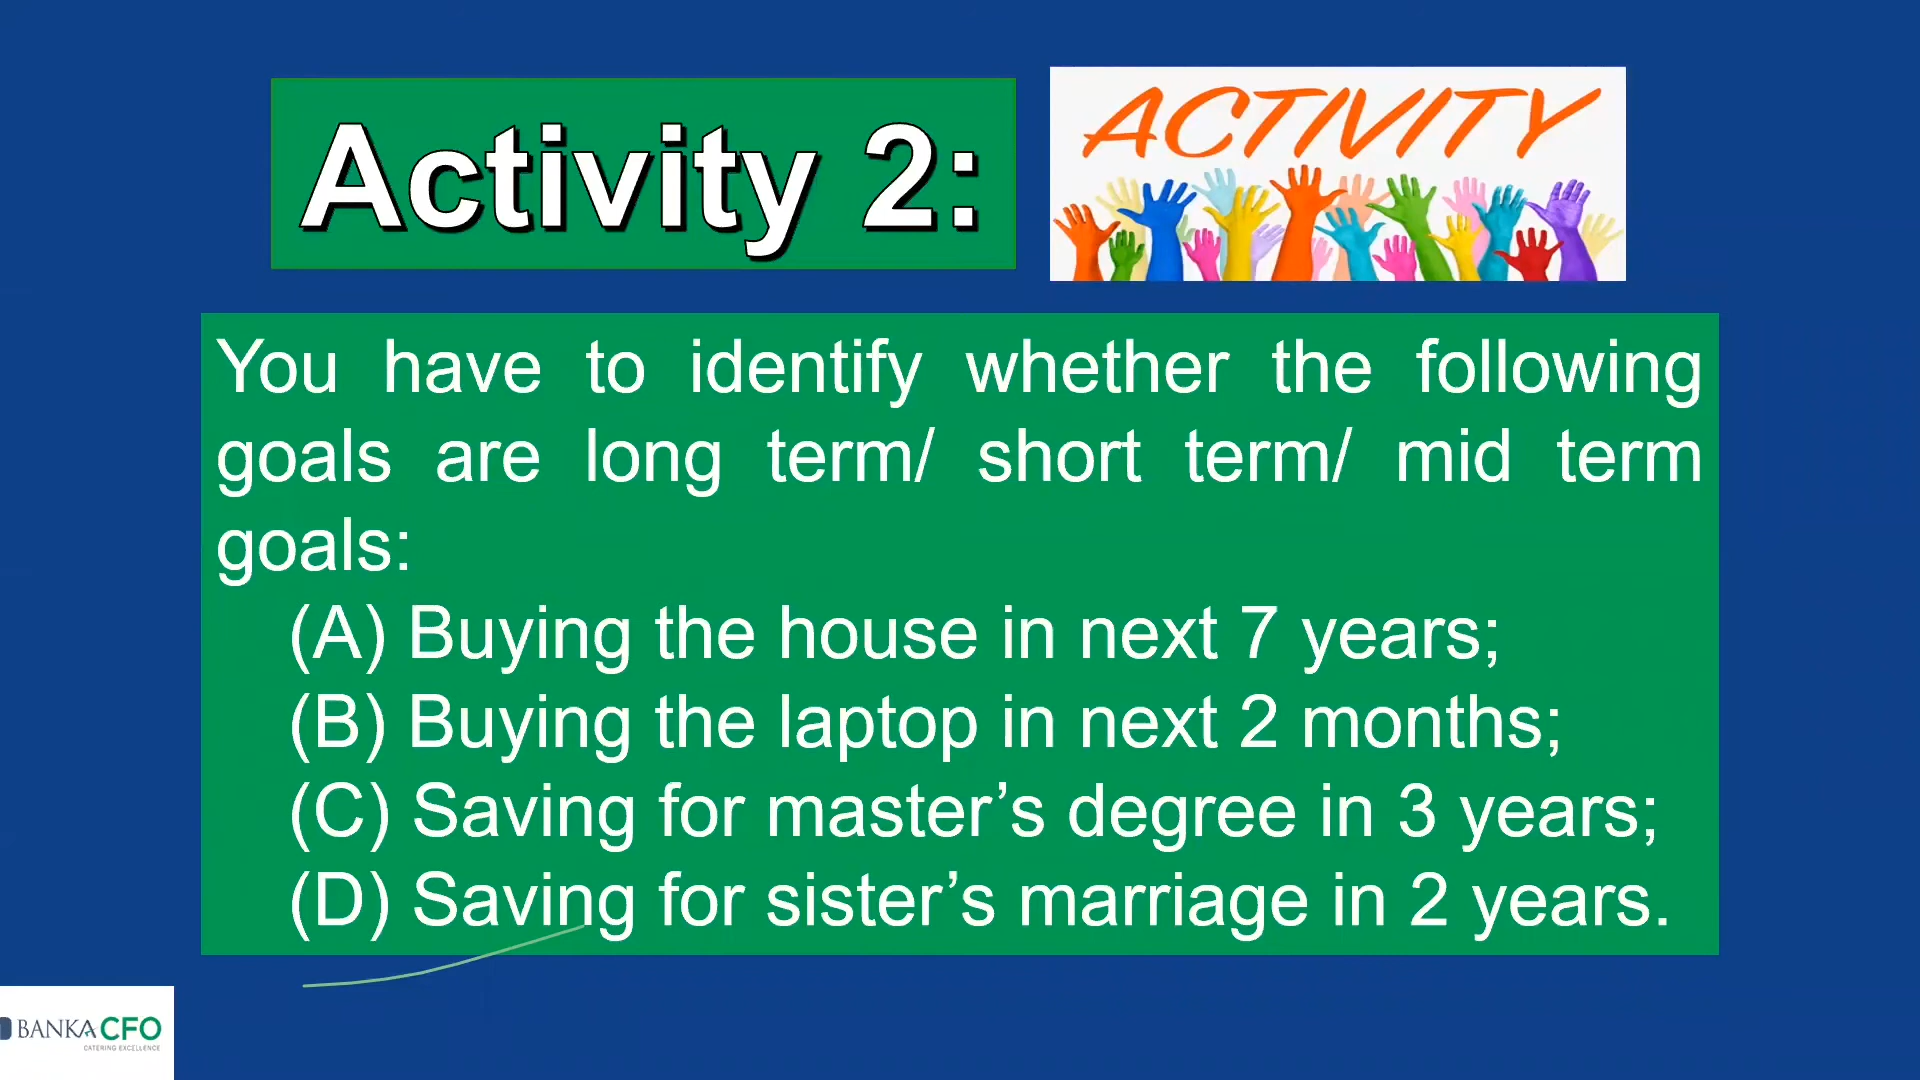 Activity 2:
ACTIVITY
You have to identify whether the following
goals are long term/ short term/ mid term
goals:
(A) Buying the house in next 7 years;
(B) Buying the laptop in next 2 months;
(C) Saving for master’s degree in 3 years;
(D) Saving for sister’s marriage in 2 years.
BANKA CFO
CATERING EXCELLENCE